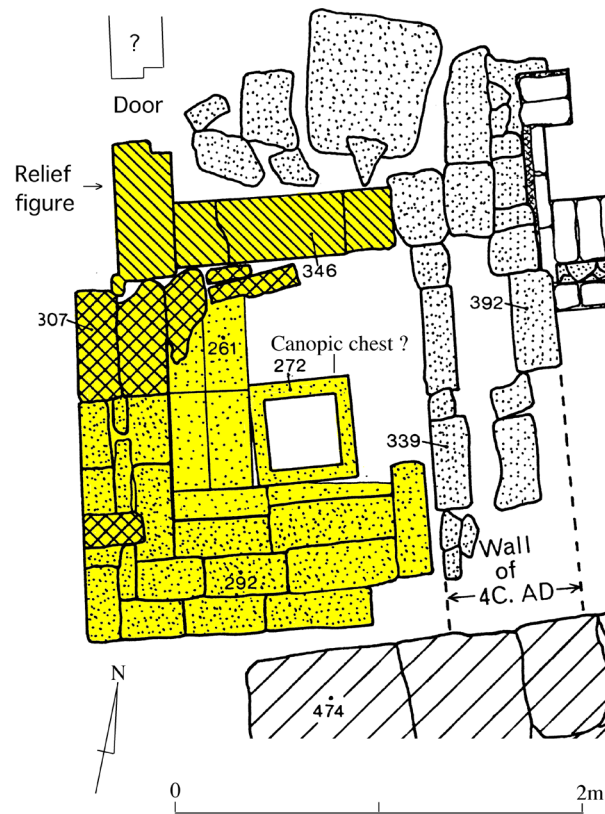 ?
Door
Relief
figure
346
307
392
261
Canopic chest ?
272
339
Wall
of
4C. AD
292
N
474
0
2m